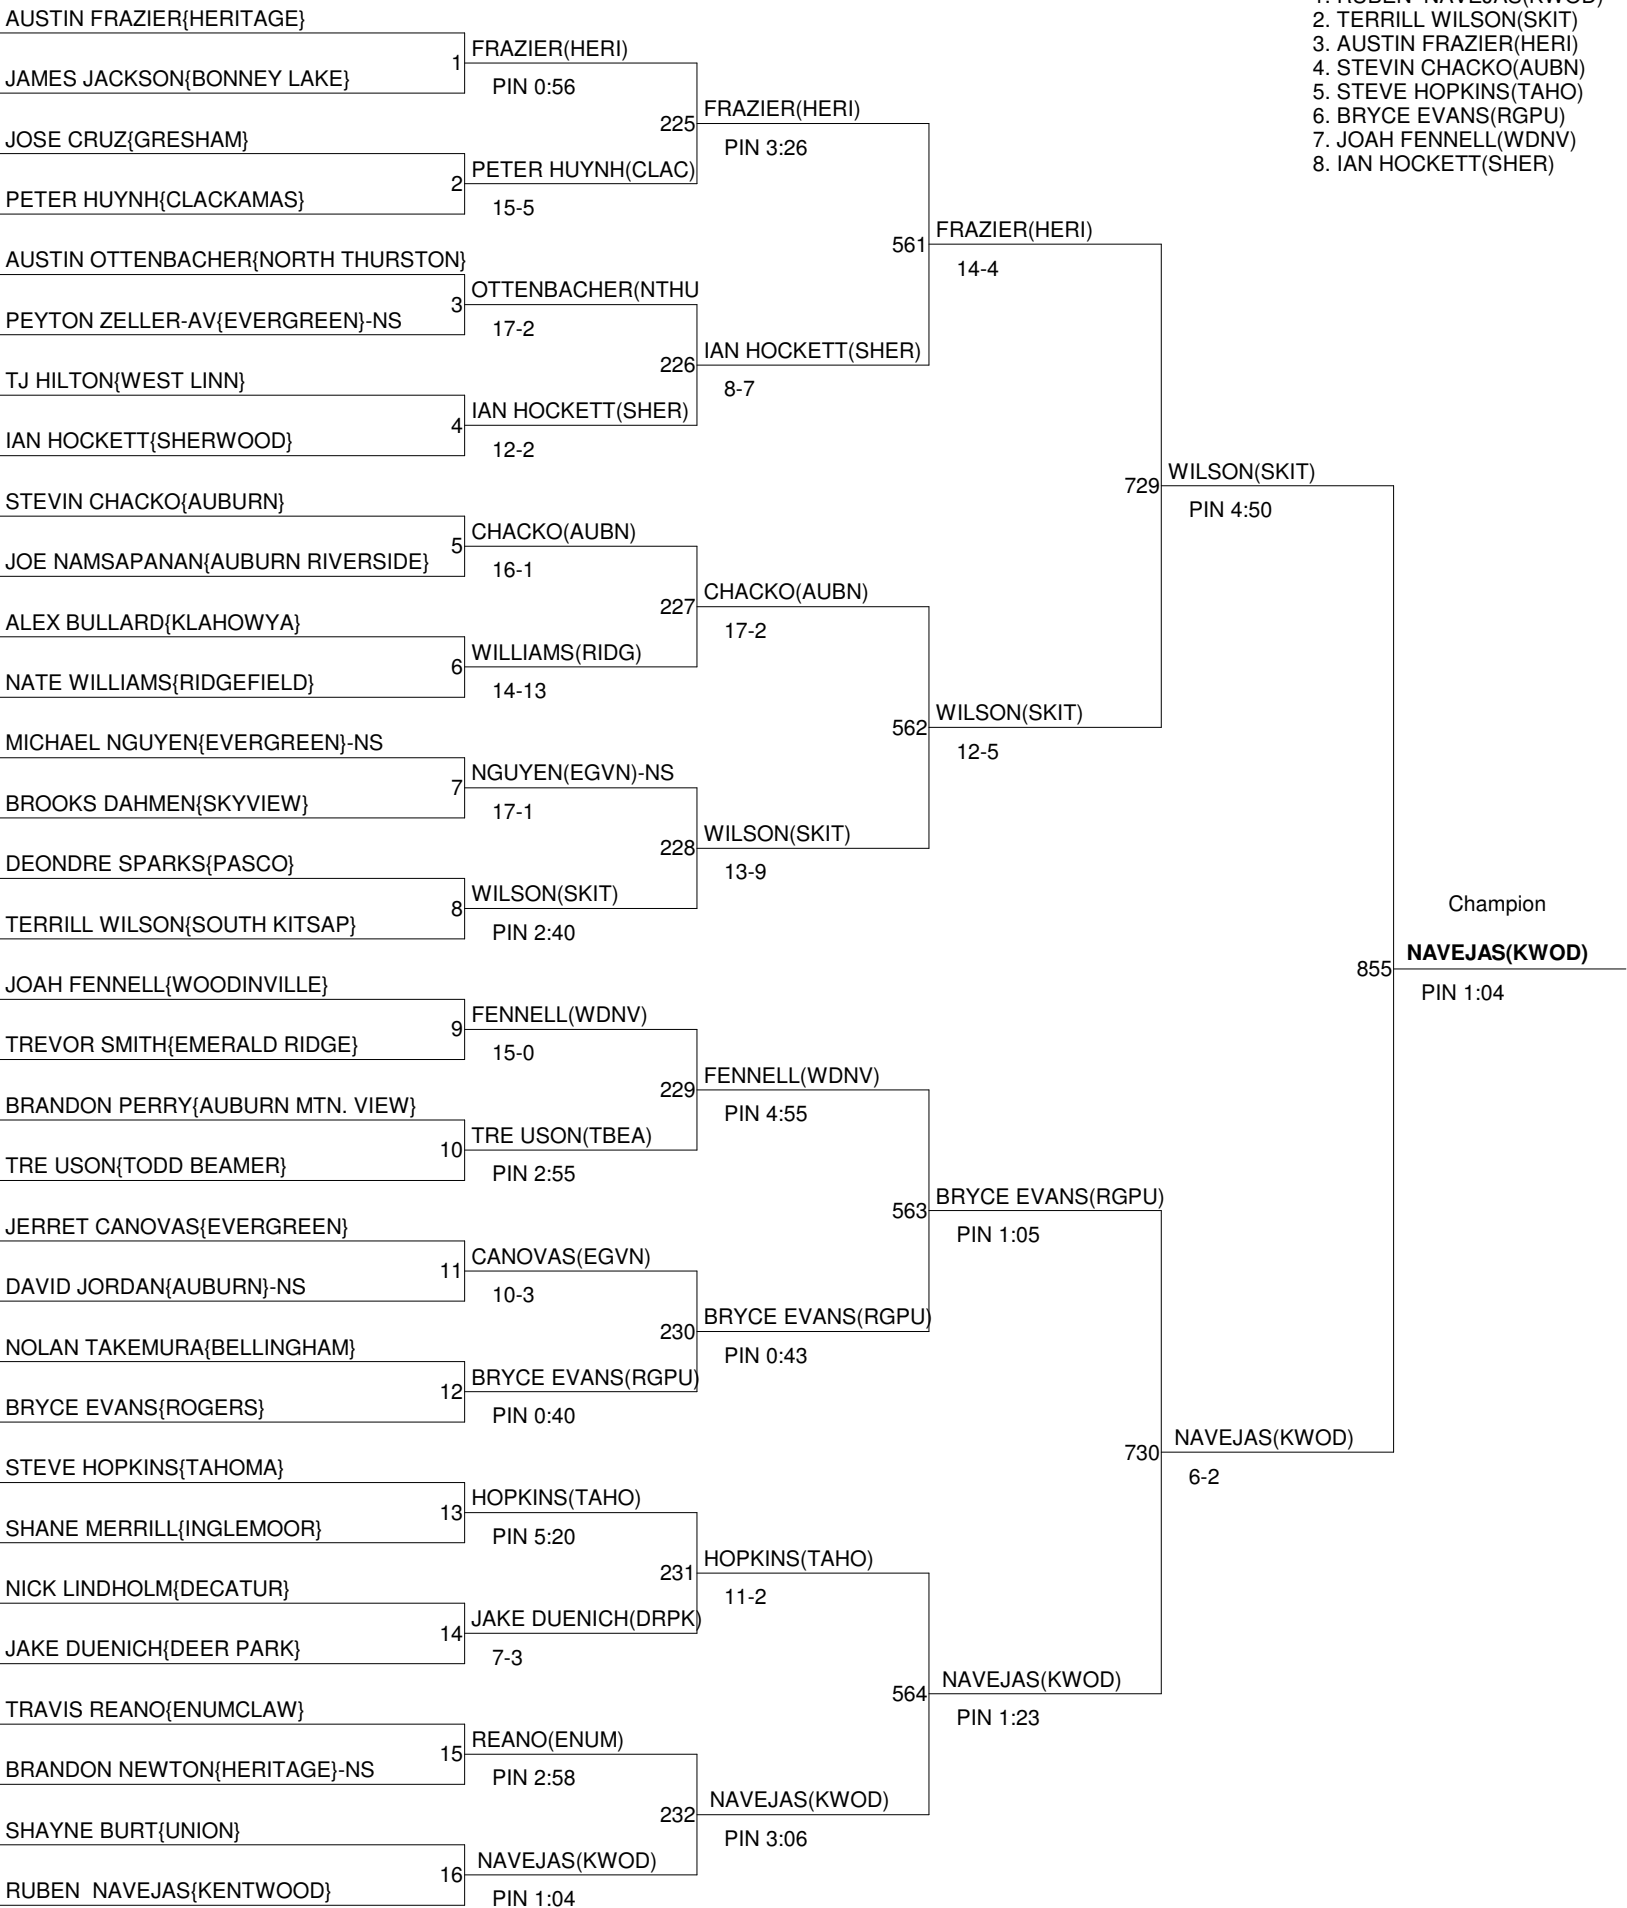 1. RUBEN  NAVEJAS(KWOD)
2. TERRILL WILSON(SKIT)
3. AUSTIN FRAZIER(HERI)
4. STEVIN CHACKO(AUBN)
5. STEVE HOPKINS(TAHO)
6. BRYCE EVANS(RGPU)
7. JOAH FENNELL(WDNV)
8. IAN HOCKETT(SHER)
AUSTIN FRAZIER{HERITAGE}
JAMES JACKSON{BONNEY LAKE}
JOSE CRUZ{GRESHAM}
PETER HUYNH{CLACKAMAS}
AUSTIN OTTENBACHER{NORTH THURSTON}
PEYTON ZELLER-AV{EVERGREEN}-NS
TJ HILTON{WEST LINN}
IAN HOCKETT{SHERWOOD}
STEVIN CHACKO{AUBURN}
JOE NAMSAPANAN{AUBURN RIVERSIDE}
ALEX BULLARD{KLAHOWYA}
NATE WILLIAMS{RIDGEFIELD}
MICHAEL NGUYEN{EVERGREEN}-NS
BROOKS DAHMEN{SKYVIEW}
DEONDRE SPARKS{PASCO}
TERRILL WILSON{SOUTH KITSAP}
JOAH FENNELL{WOODINVILLE}
TREVOR SMITH{EMERALD RIDGE}
BRANDON PERRY{AUBURN MTN. VIEW}
TRE USON{TODD BEAMER}
JERRET CANOVAS{EVERGREEN}
DAVID JORDAN{AUBURN}-NS
NOLAN TAKEMURA{BELLINGHAM}
BRYCE EVANS{ROGERS}
STEVE HOPKINS{TAHOMA}
SHANE MERRILL{INGLEMOOR}
NICK LINDHOLM{DECATUR}
JAKE DUENICH{DEER PARK}
TRAVIS REANO{ENUMCLAW}
BRANDON NEWTON{HERITAGE}-NS
SHAYNE BURT{UNION}
RUBEN  NAVEJAS{KENTWOOD}
1 FRAZIER(HERI)
PIN 0:56
2 PETER HUYNH(CLAC)
15-5
3 OTTENBACHER(NTHU
17-2
4 IAN HOCKETT(SHER)
12-2
5 CHACKO(AUBN)
16-1
6 WILLIAMS(RIDG)
14-13
7 NGUYEN(EGVN)-NS
17-1
8 WILSON(SKIT)
PIN 2:40
9 FENNELL(WDNV)
15-0
10 TRE USON(TBEA)
PIN 2:55
11 CANOVAS(EGVN)
10-3
12 BRYCE EVANS(RGPU)
PIN 0:40
13 HOPKINS(TAHO)
PIN 5:20
14 JAKE DUENICH(DRPK)
7-3
15 REANO(ENUM)
PIN 2:58
16 NAVEJAS(KWOD)
PIN 1:04
225 FRAZIER(HERI)
PIN 3:26
226 IAN HOCKETT(SHER)
8-7
227 CHACKO(AUBN)
17-2
228 WILSON(SKIT)
13-9
229 FENNELL(WDNV)
PIN 4:55
230 BRYCE EVANS(RGPU)
PIN 0:43
231 HOPKINS(TAHO)
11-2
232 NAVEJAS(KWOD)
PIN 3:06
561 FRAZIER(HERI)
14-4
562 WILSON(SKIT)
12-5
563 BRYCE EVANS(RGPU)
PIN 1:05
564 NAVEJAS(KWOD)
PIN 1:23
729 WILSON(SKIT)
PIN 4:50
730 NAVEJAS(KWOD)
6-2
Champion
855 NAVEJAS(KWOD)
PIN 1:04